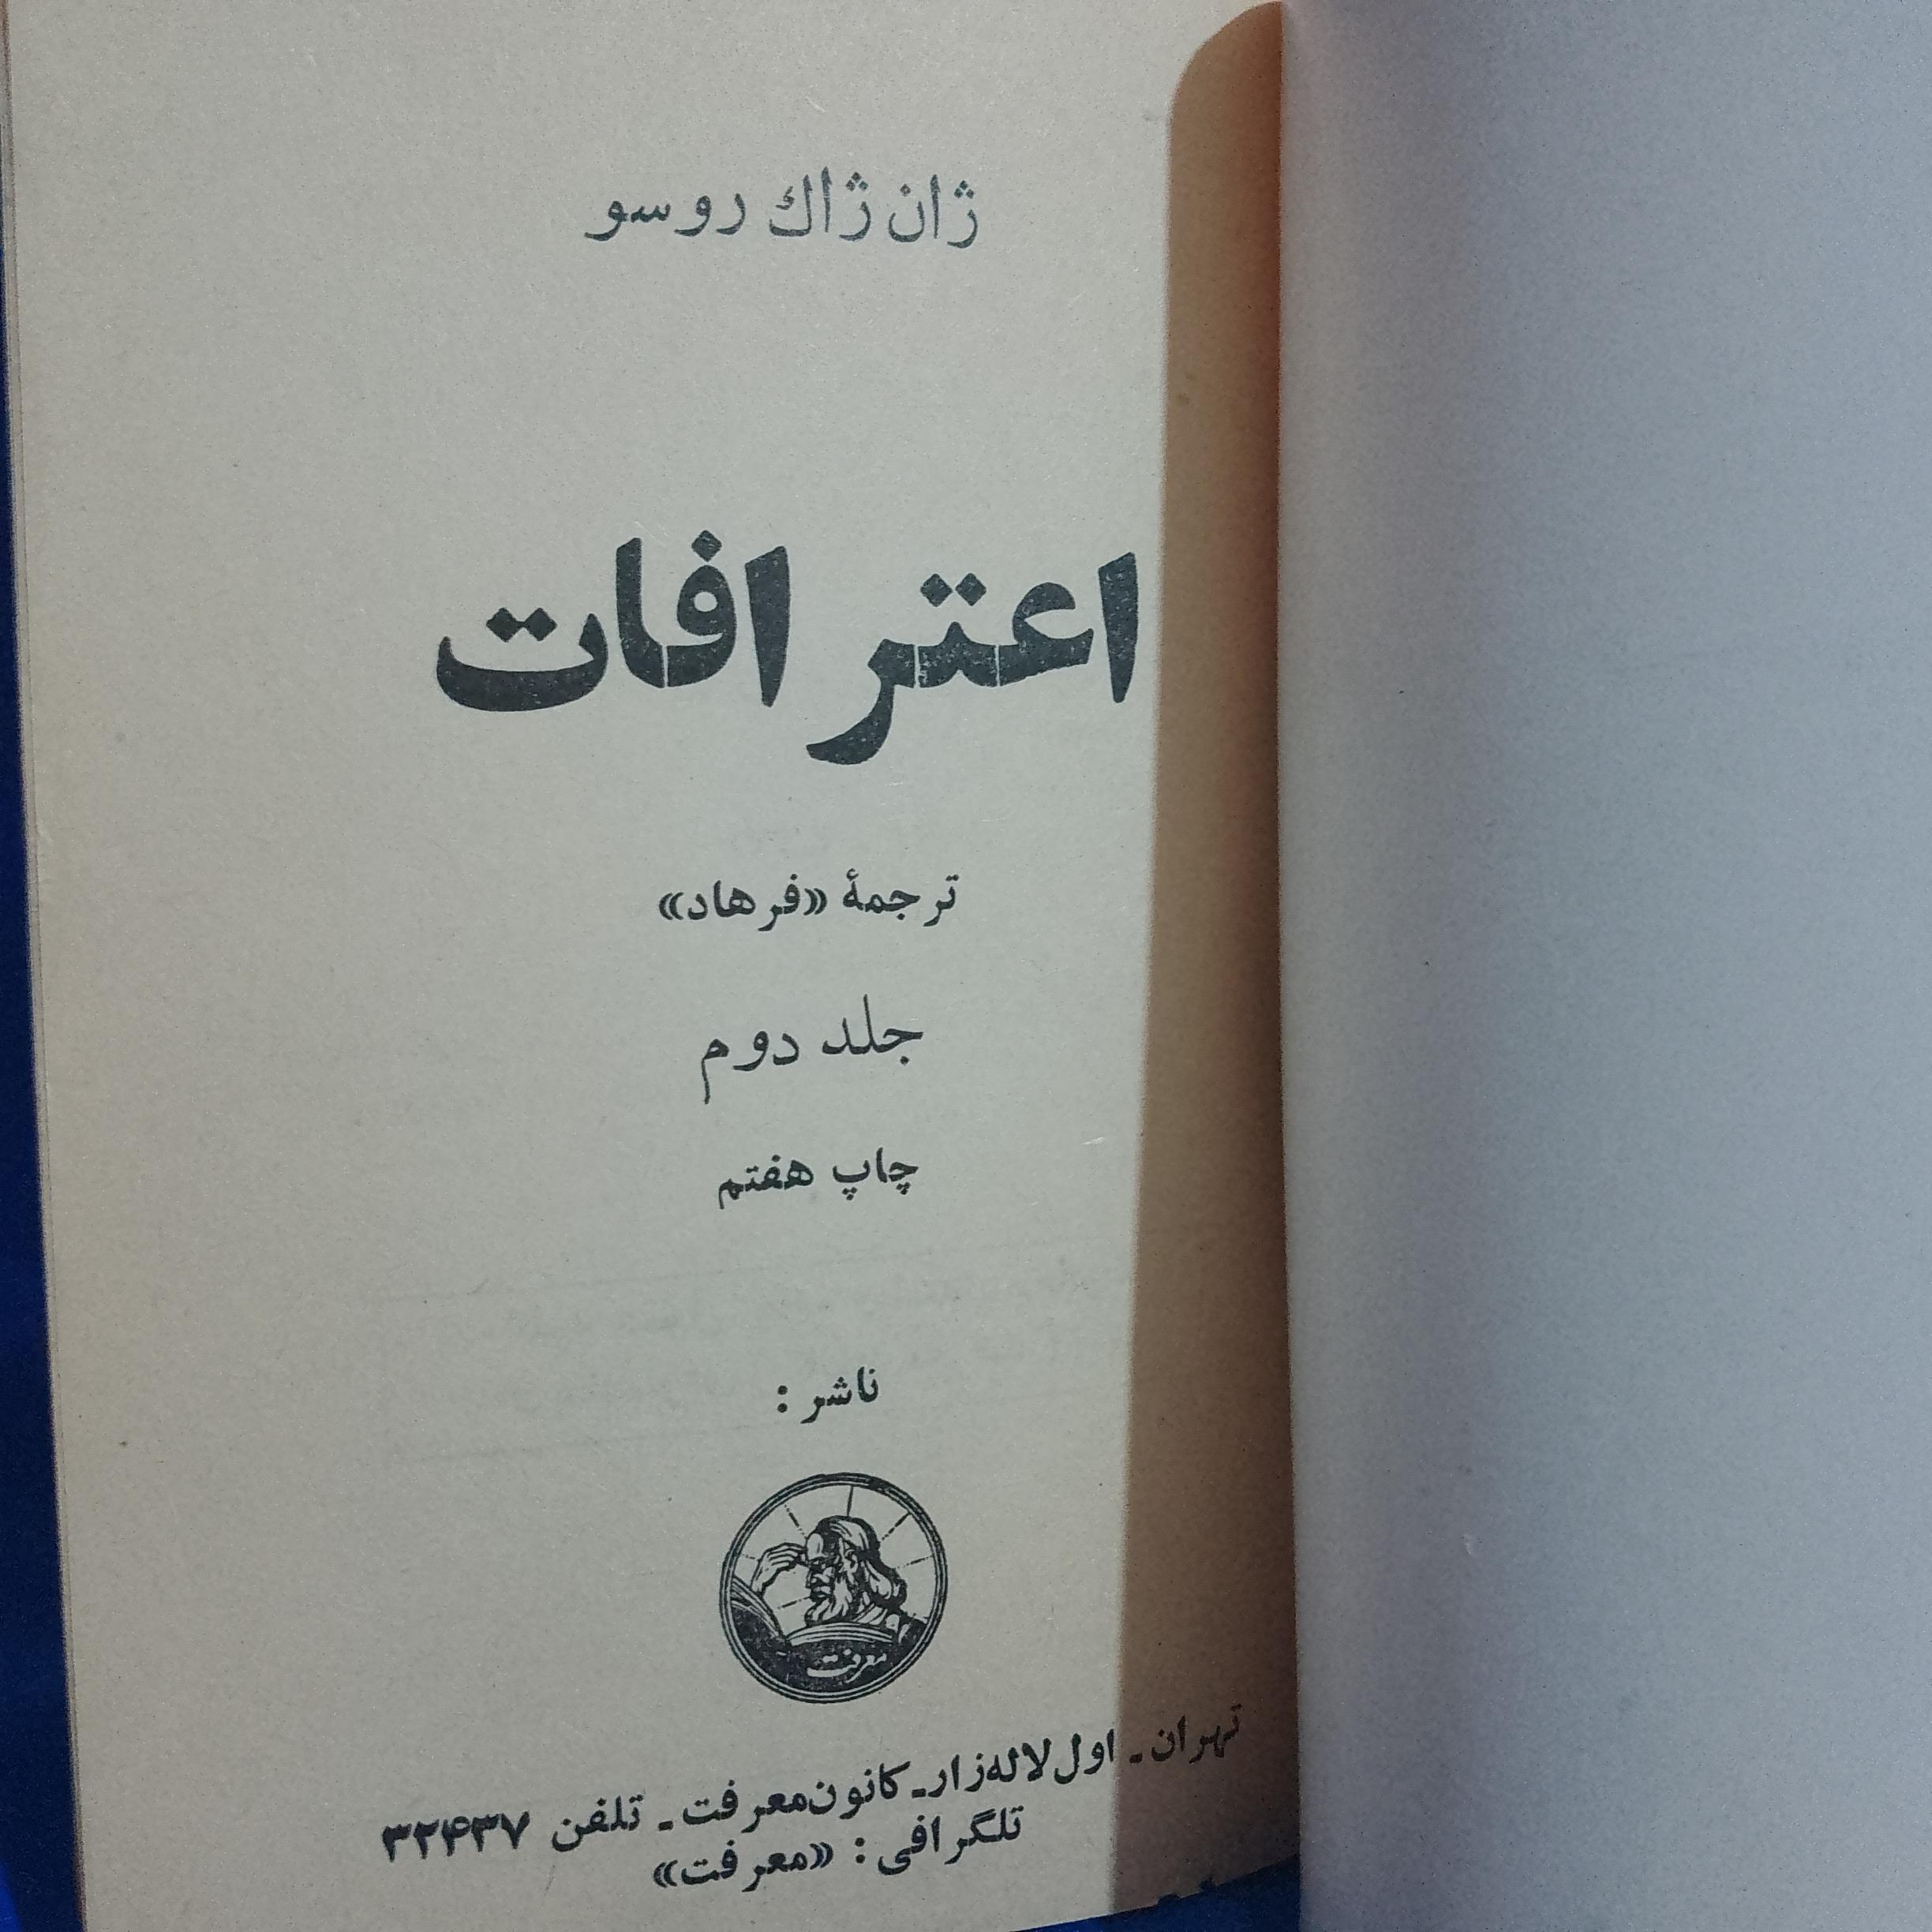 ژان ژاك روسو
اعترافات
ترجمهٔ «فرهاد»
جلد دوم
چاپ هفتم
ناشر :
معرفت
تهران ـ اول لاله‌زار ـ كانون معرفت ـ تلفن ۳۲۴۳۷
تلگرافی : «معرفت»